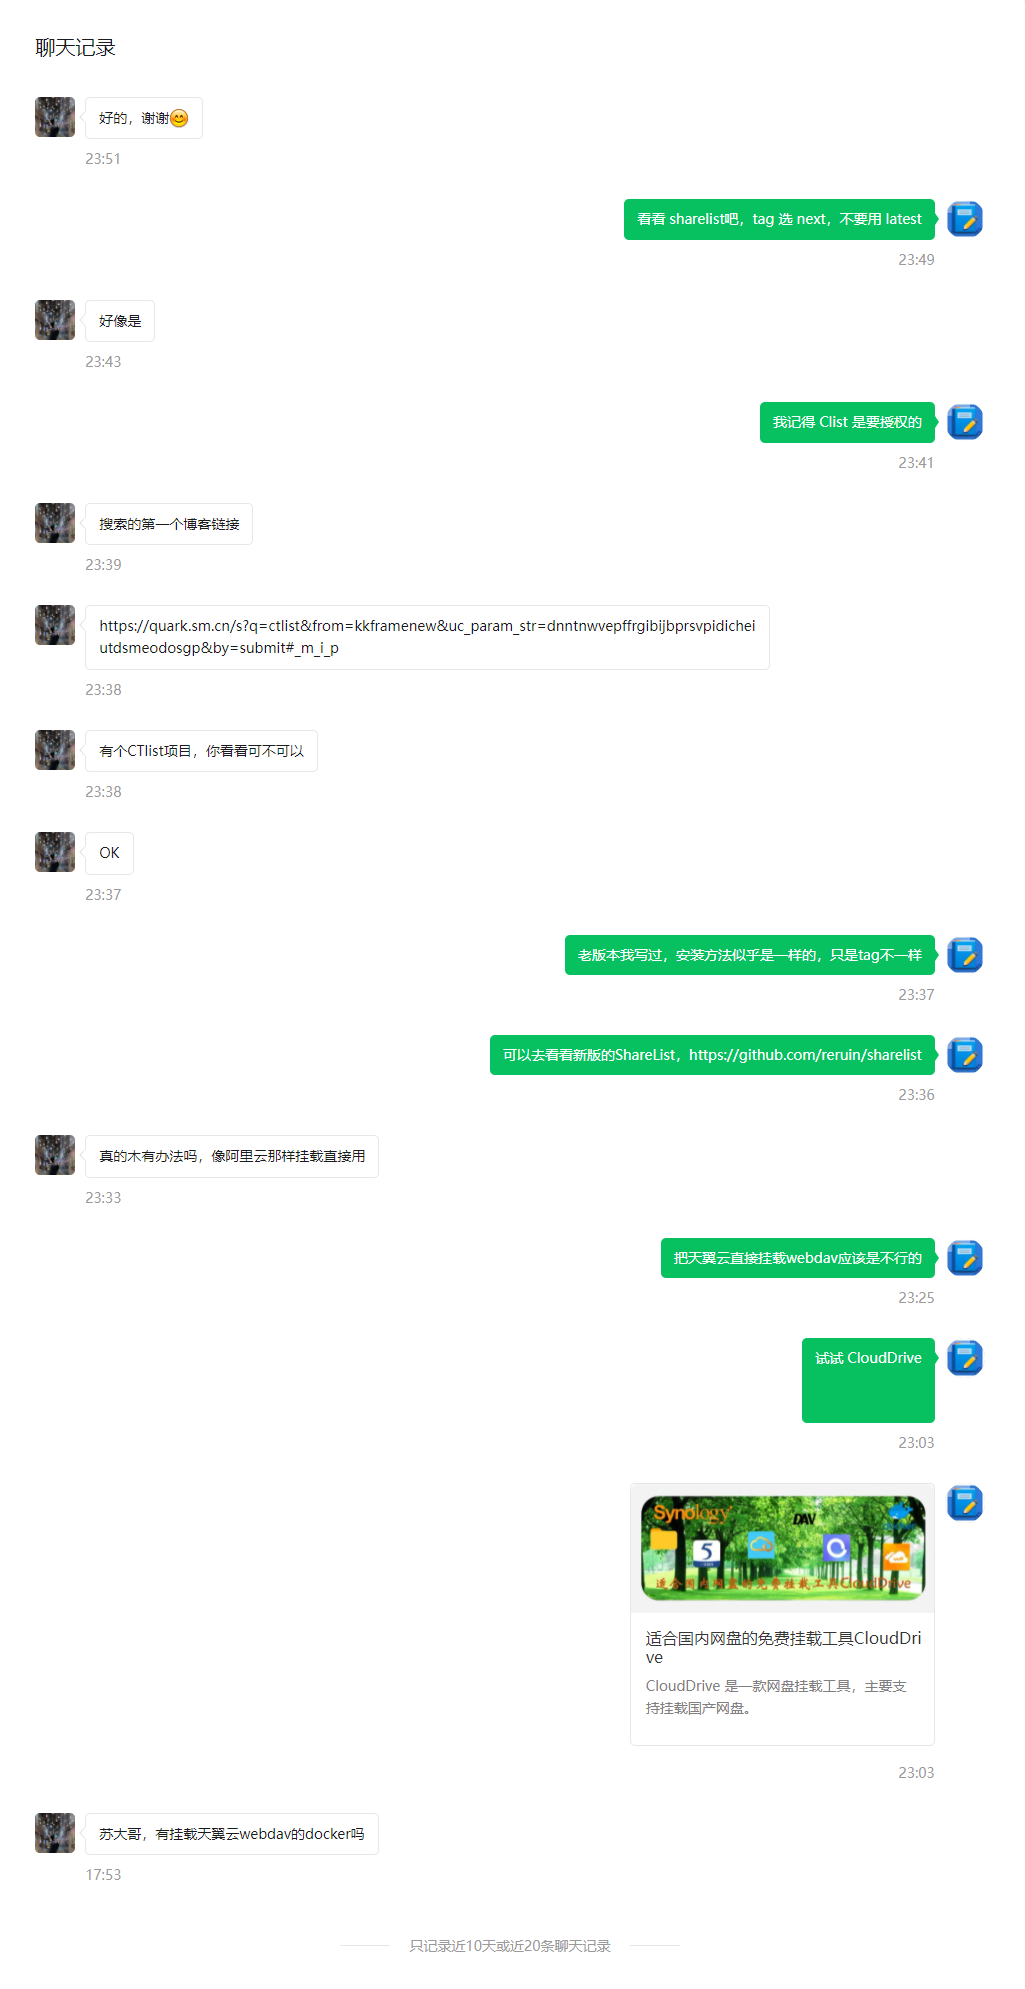 聊天记录
好的，谢谢😊
23:51
看看 sharelist吧，tag 选 next，不要用 latest
23:49
好像是
23:43
我记得 Clist 是要授权的
23:41
搜索的第一个博客链接
23:39
https://quark.sm.cn/s?q=ctlist&from=kkframenew&uc_param_str=dnntnwvepffrgibijbprsvpidichei
utdsmeodosgp&by=submit#_m_i_p
23:38
有个CTlist项目，你看看可不可以
23:38
OK
23:37
老版本我写过，安装方法似乎是一样的，只是tag不一样
23:37
可以去看看新版的ShareList，https://github.com/reruin/sharelist
23:36
真的木有办法吗，像阿里云那样挂载直接用
23:33
把天翼云直接挂载webdav应该是不行的
23:25
试试 CloudDrive
23:03
Synology
DAV
5
适合国内网盘的免费挂载工具CloudDrive
适合国内网盘的免费挂载工具CloudDri
ve
CloudDrive 是一款网盘挂载工具，主要支
持挂载国产网盘。
23:03
苏大哥，有挂载天翼云webdav的docker吗
17:53
只记录近10天或近20条聊天记录